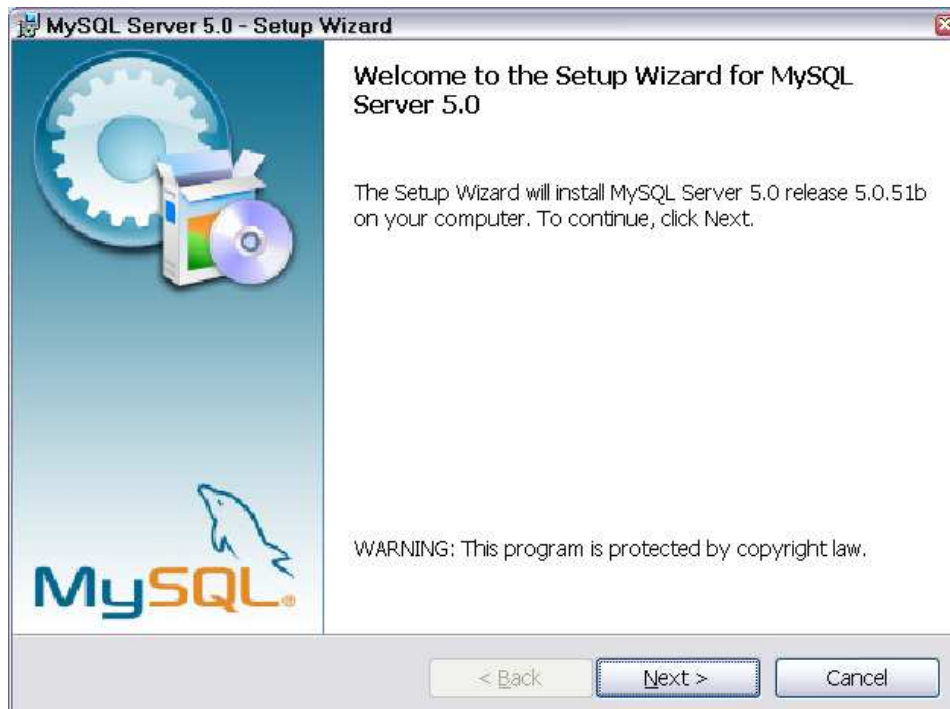 MySQL Server 5.0 - Setup Wizard
Welcome to the Setup Wizard for MySQL
Server 5.0
The Setup Wizard will install MySQL Server 5.0 release 5.0.51b
on your computer. To continue, click Next.
WARNING: This program is protected by copyright law.
MySQL®
< Back
Next >
Cancel